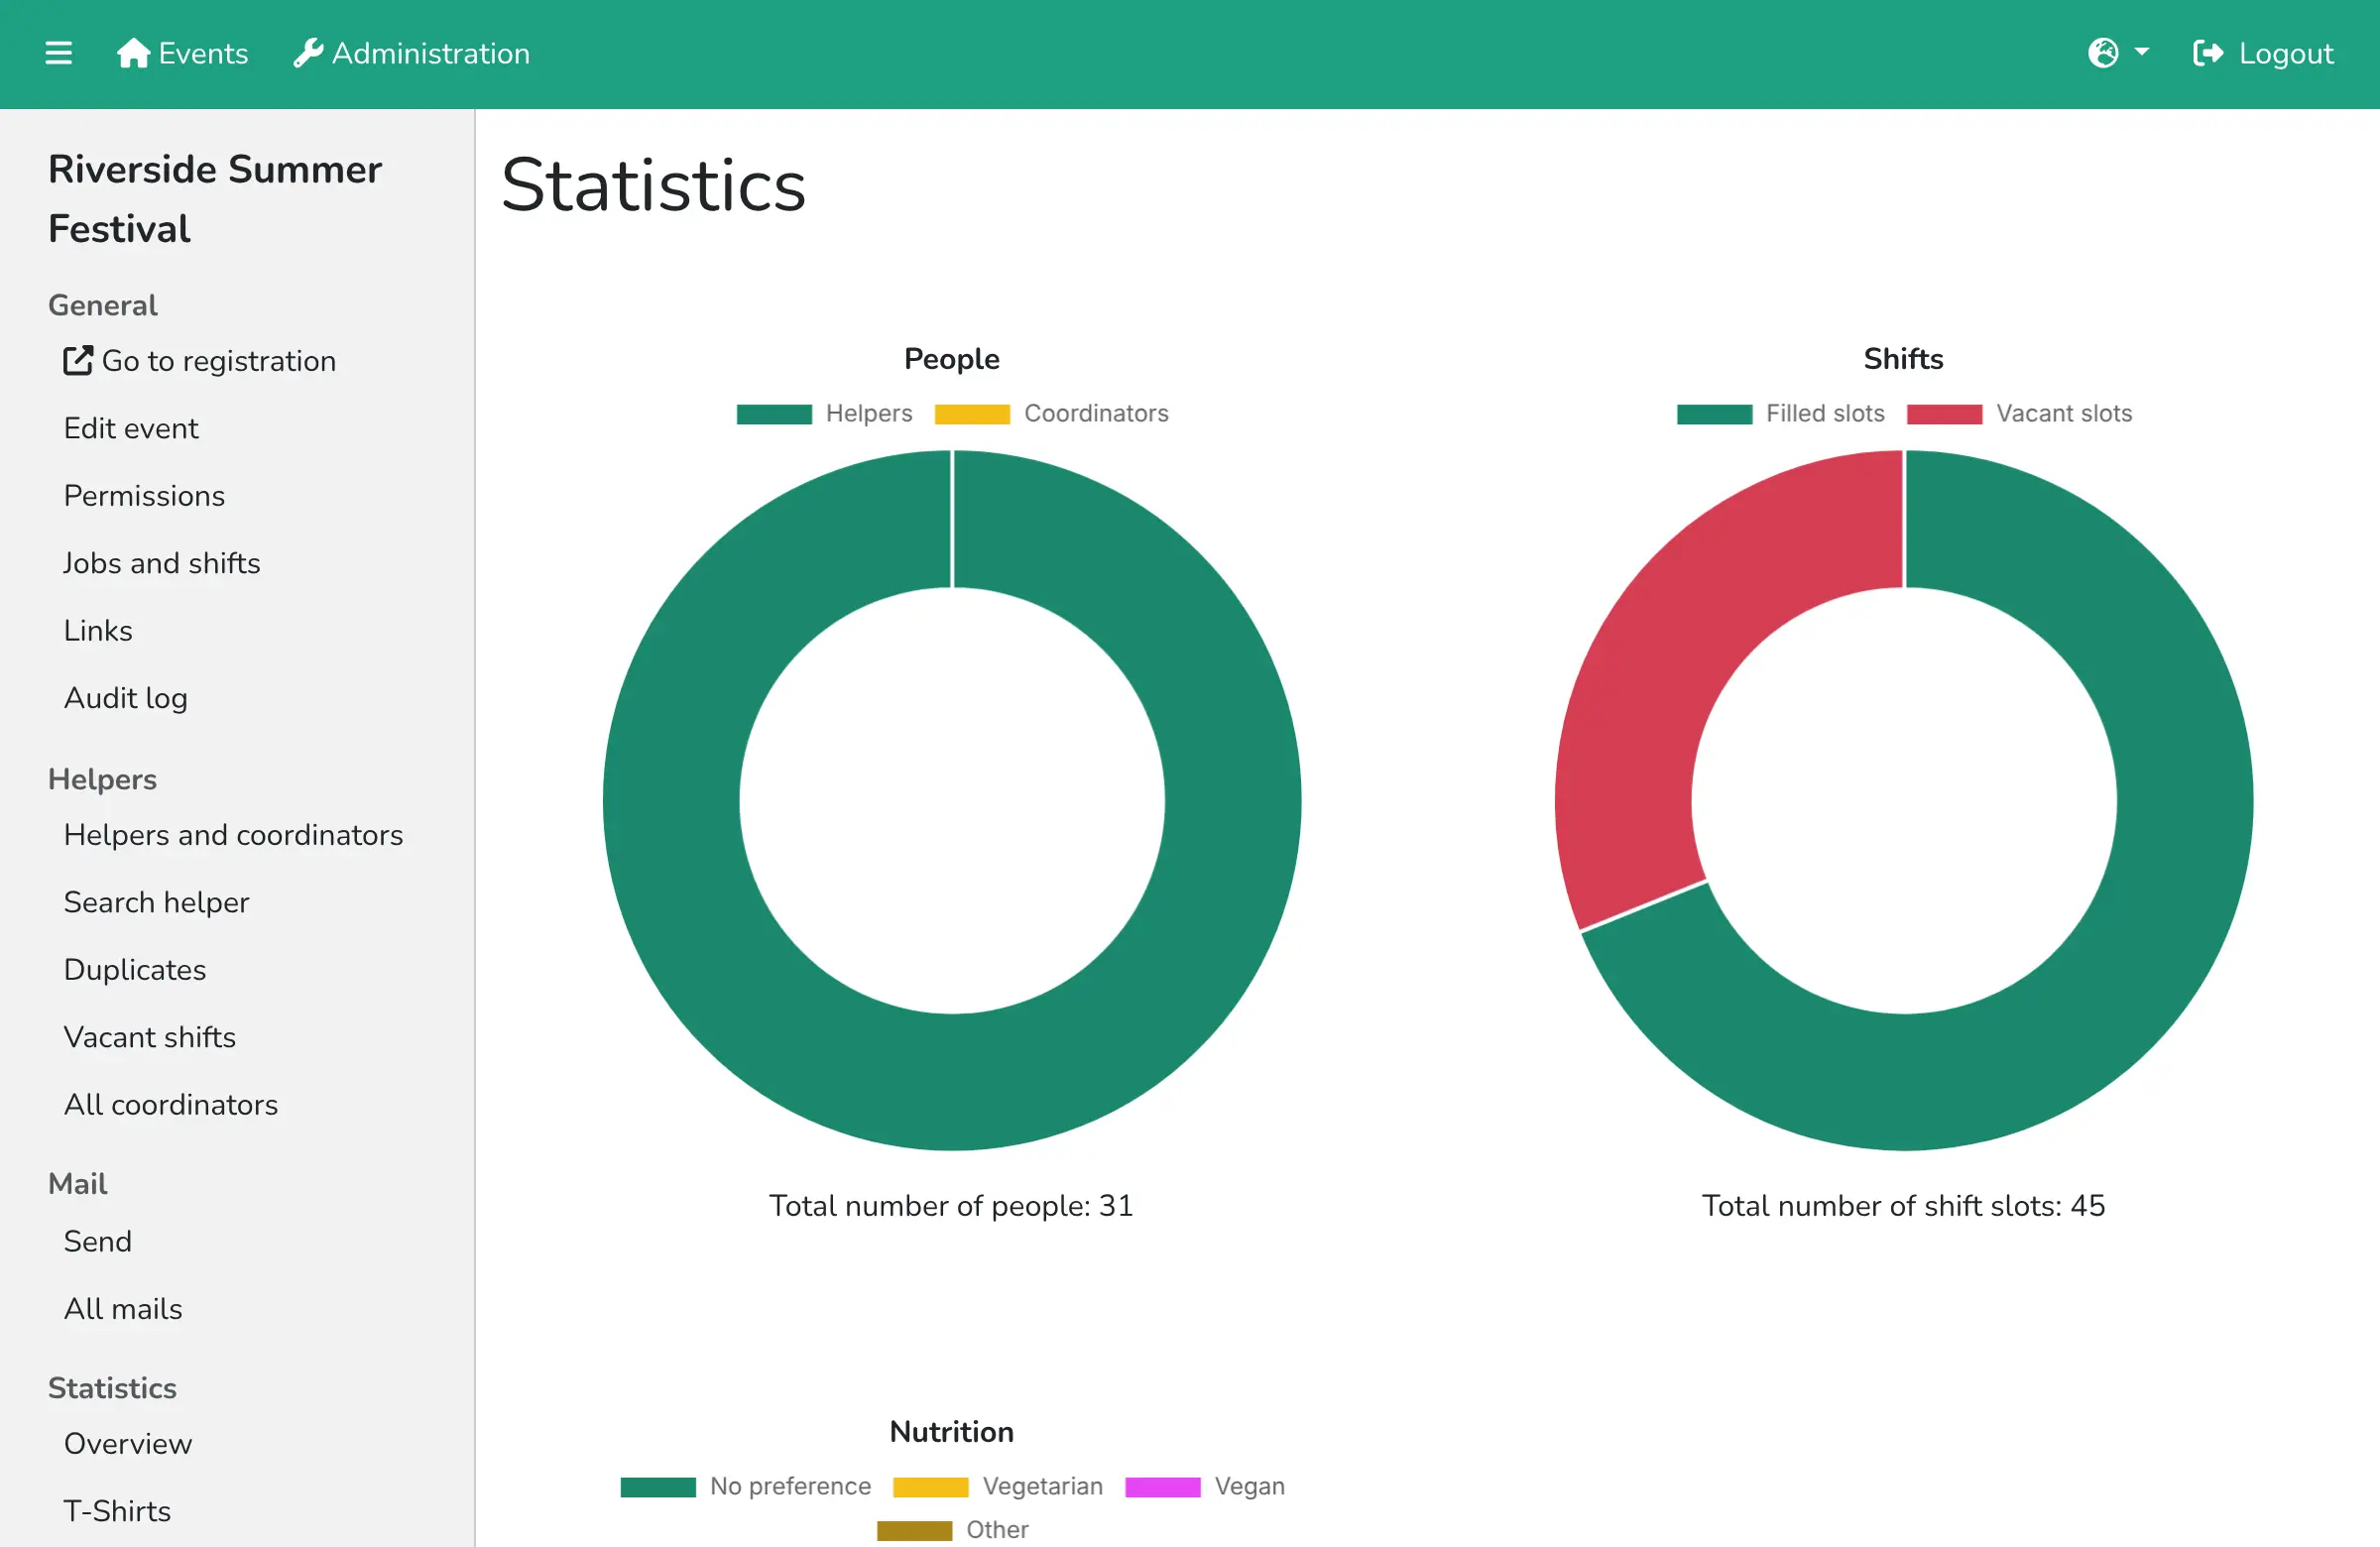 Events
Administration
Logout
Riverside Summer
Festival
General
Go to registration
Edit event
Permissions
Jobs and shifts
Links
Audit log
Helpers
Helpers and coordinators
Search helper
Duplicates
Vacant shifts
All coordinators
Mail
Send
All mails
Statistics
Overview
T-Shirts
Statistics
People
Helpers
Coordinators
Total number of people: 31
Shifts
Filled slots
Vacant slots
Total number of shift slots: 45
Nutrition
No preference
Vegetarian
Vegan
Other